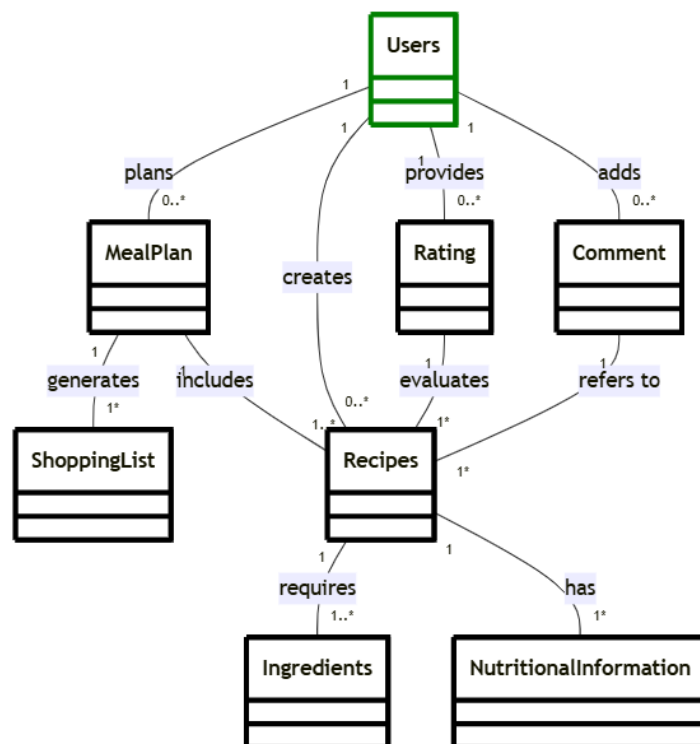 Users
1
1
1
1
plans
provides
adds
0..*
0..*
0..*
MealPlan
Rating
Comment
creates
1
1
1
1
generates
includes
evaluates
refers to
0..*
1*
1..*
1*
ShoppingList
Recipes
1*
1
1
requires
has
1..*
1*
Ingredients
NutritionalInformation